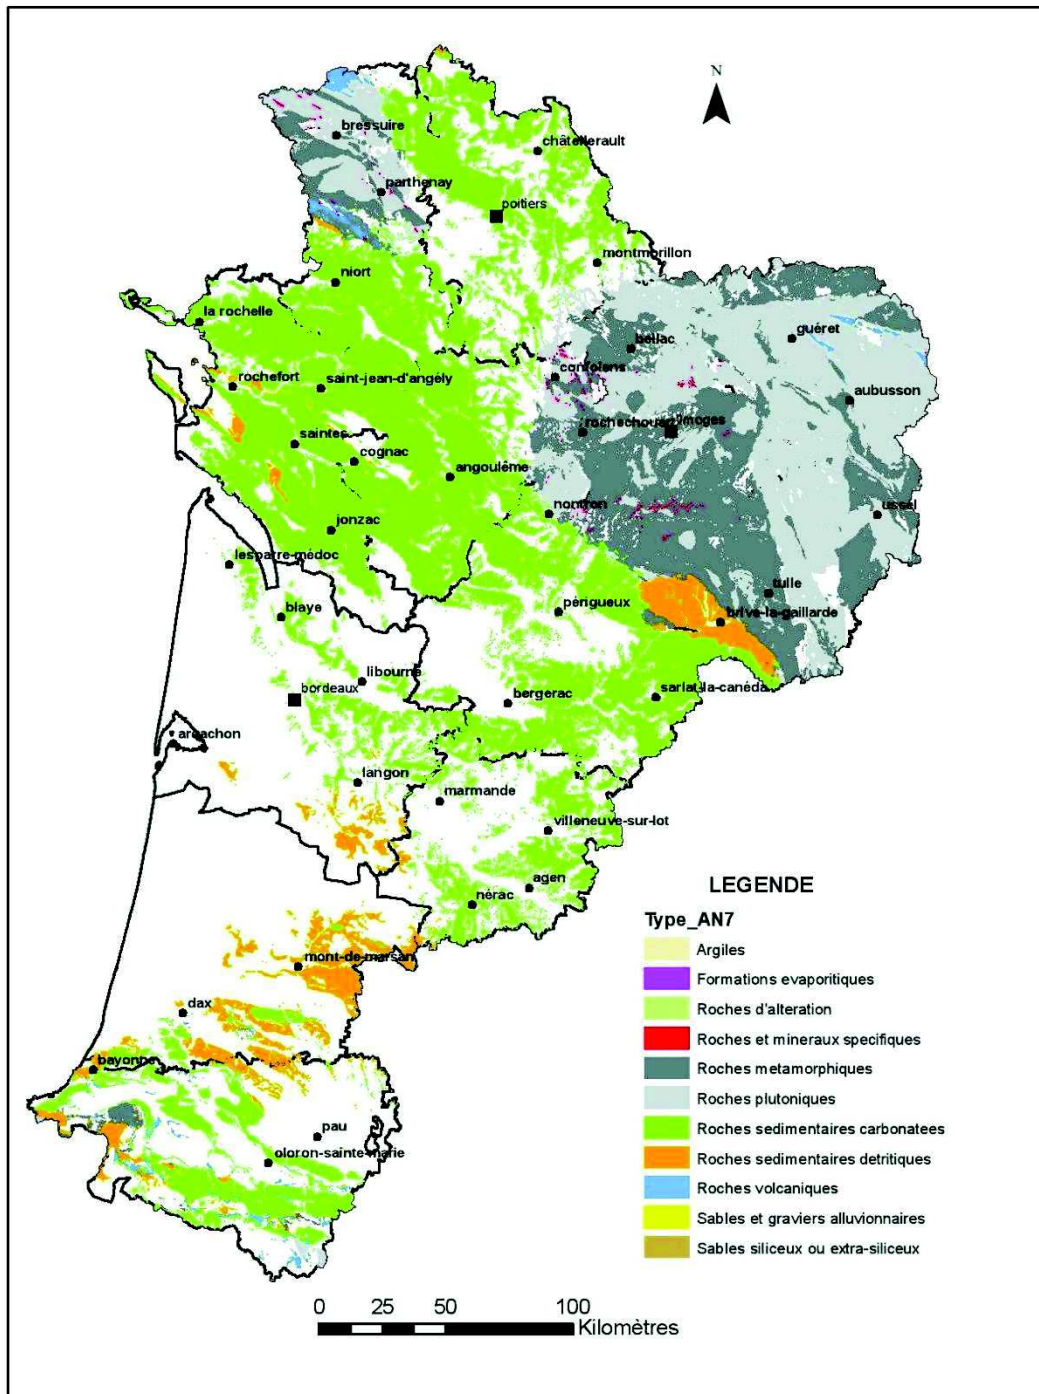 N
bressuire
châtellerault
parthenay
poitiers
montmorillon
niort
la rochelle
guéret
bellac
confolens
rochefort
saint-jean-d'angély
aubusson
rochechouart
limoges
saintes
cognac
angoulême
nontron
ussel
jonzac
lesparre-médoc
tulle
blaye
périgueux
brive-la-gaillarde
libourne
bordeaux
bergerac
sarlat-la-canéda
arcachon
langon
marmande
villeneuve-sur-lot
agen
nérac
mont-de-marsan
dax
bayonne
pau
oloron-sainte-marie
LEGENDE
Type_AN7
Argiles
Formations evaporitiques
Roches d'alteration
Roches et mineraux specifiques
Roches metamorphiques
Roches plutoniques
Roches sedimentaires carbonatees
Roches sedimentaires detritiques
Roches volcaniques
Sables et graviers alluvionnaires
Sables siliceux ou extra-siliceux
0 25 50 100
Kilomètres